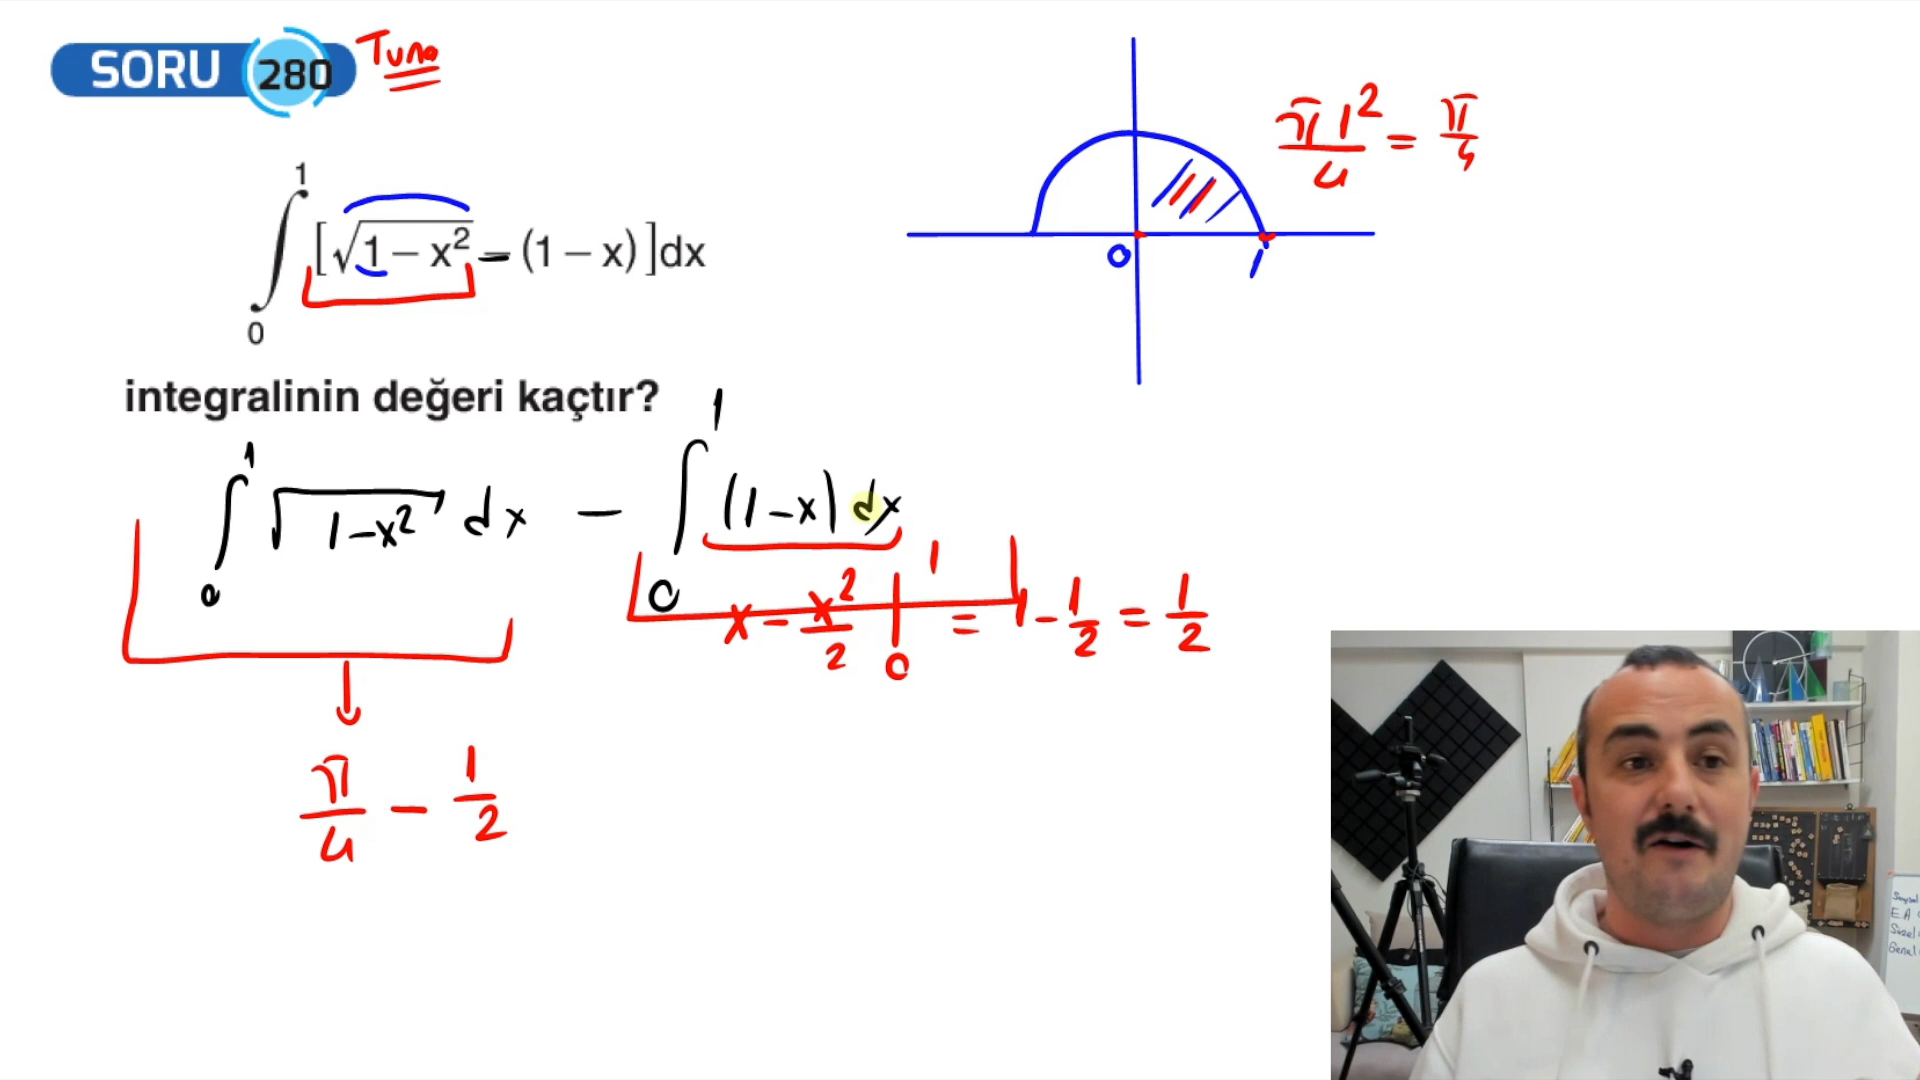 SORU 280 Tuna
∫₀¹ [√(1 – x²) – (1 – x)]dx
integralinin değeri kaçtır?
∫₀¹ √(1-x²) dx – ∫₀¹ (1-x) dx
x - x²/2 |₀¹ = 1 - 1/2 = 1/2
π/4 - 1/2
π1²/4 = π/4
0 1
E A